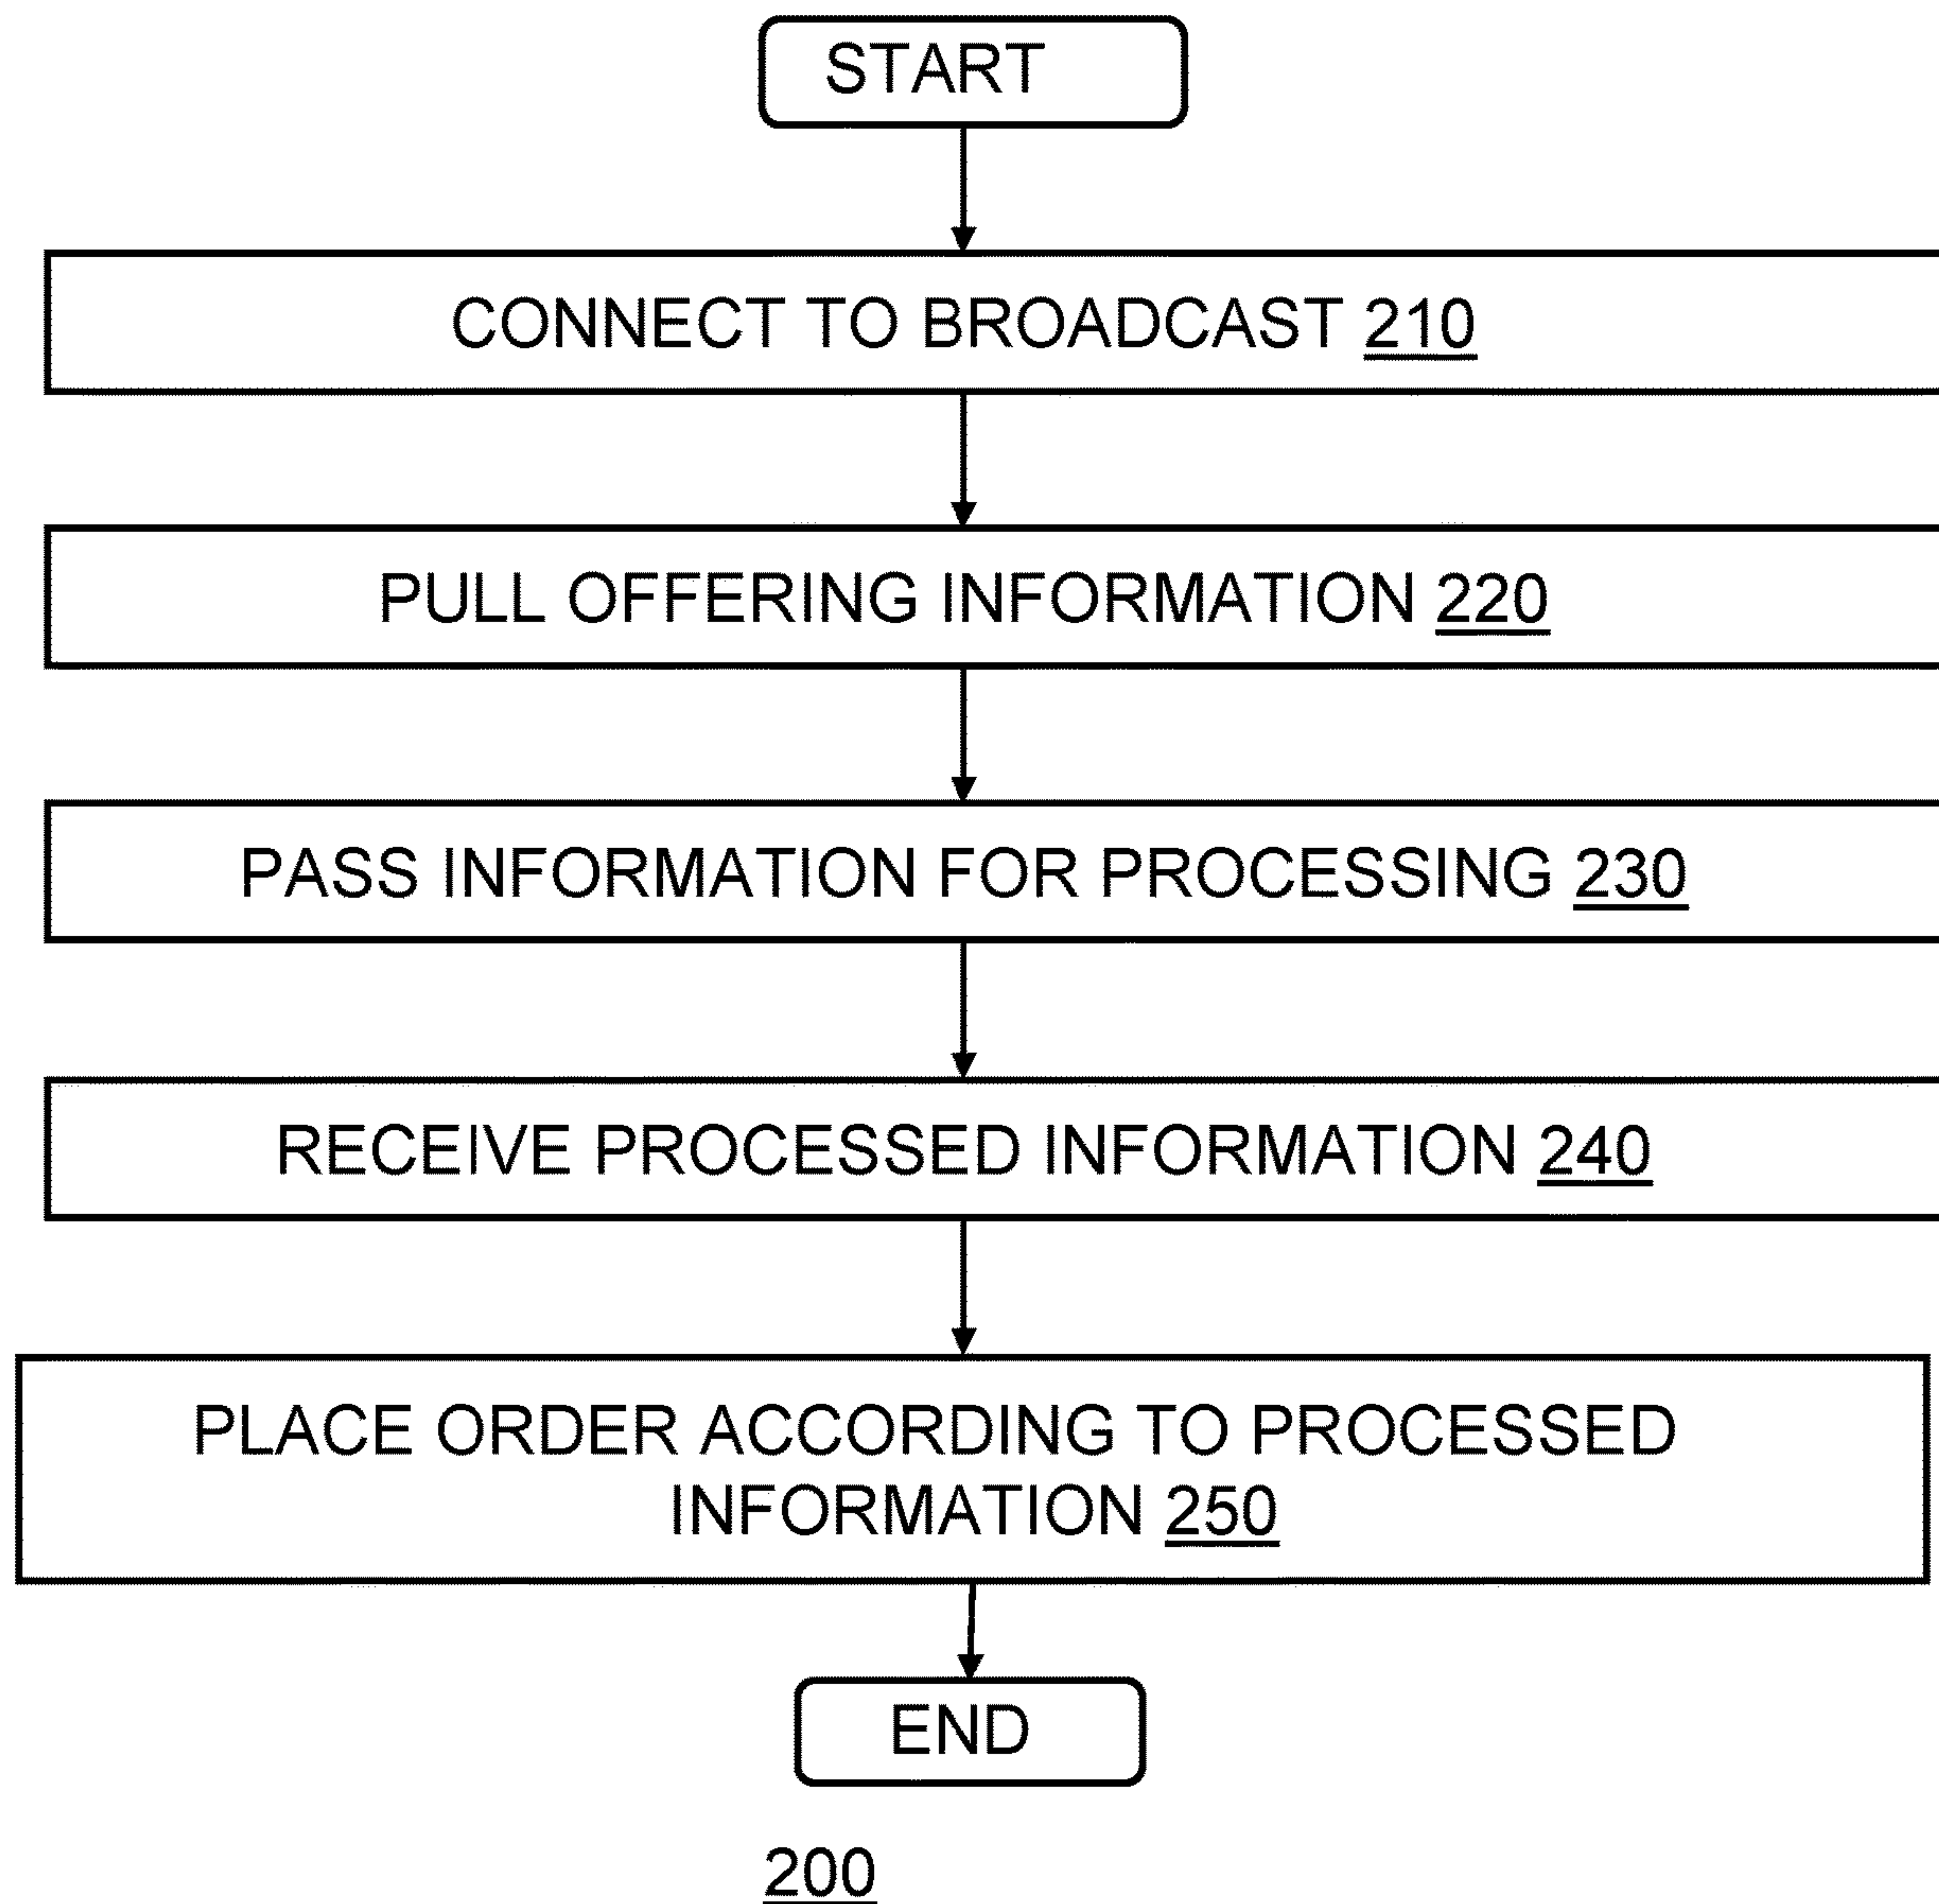 START
CONNECT TO BROADCAST 210
PULL OFFERING INFORMATION 220
PASS INFORMATION FOR PROCESSING 230
RECEIVE PROCESSED INFORMATION 240
PLACE ORDER ACCORDING TO PROCESSED
INFORMATION 250
END
200